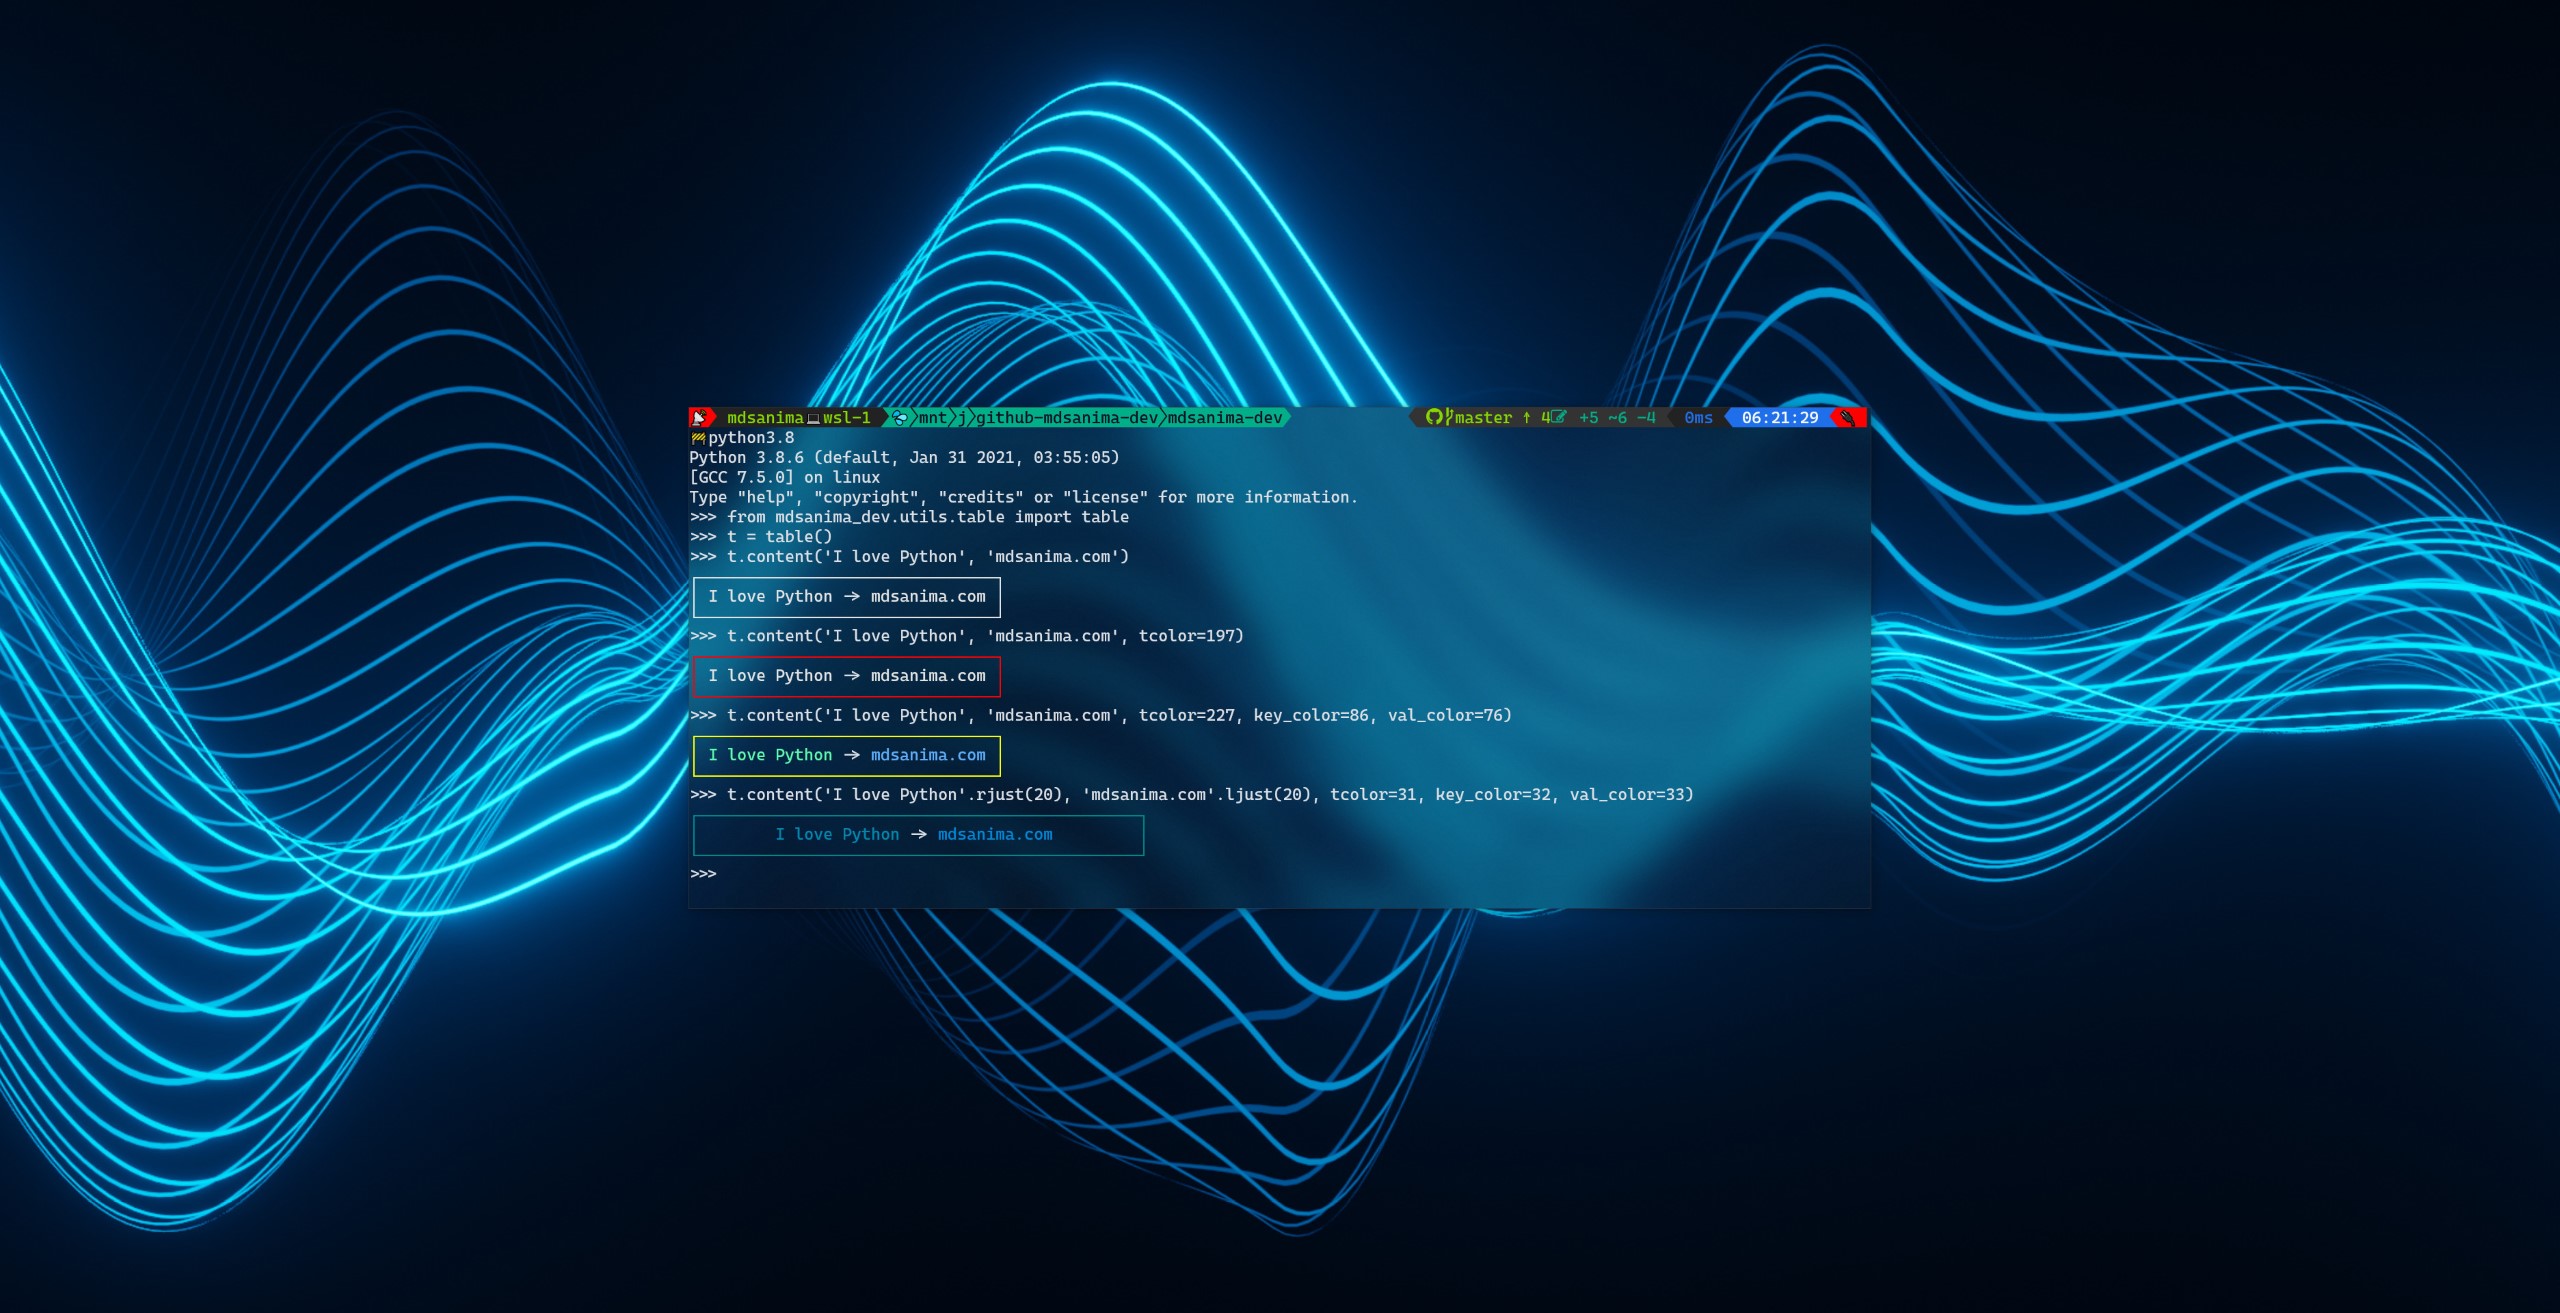 mdsanima wsl-1 mnt j github-mdsanima-dev mdsanima-dev master ↑ 4 +5 ~6 -4 0ms 06:21:29
python3.8
Python 3.8.6 (default, Jan 31 2021, 03:55:05)
[GCC 7.5.0] on linux
Type "help", "copyright", "credits" or "license" for more information.
>>> from mdsanima_dev.utils.table import table
>>> t = table()
>>> t.content('I love Python', 'mdsanima.com')
I love Python → mdsanima.com
>>> t.content('I love Python', 'mdsanima.com', tcolor=197)
I love Python → mdsanima.com
>>> t.content('I love Python', 'mdsanima.com', tcolor=227, key_color=86, val_color=76)
I love Python → mdsanima.com
>>> t.content('I love Python'.rjust(20), 'mdsanima.com'.ljust(20), tcolor=31, key_color=32, val_color=33)
I love Python → mdsanima.com
>>>